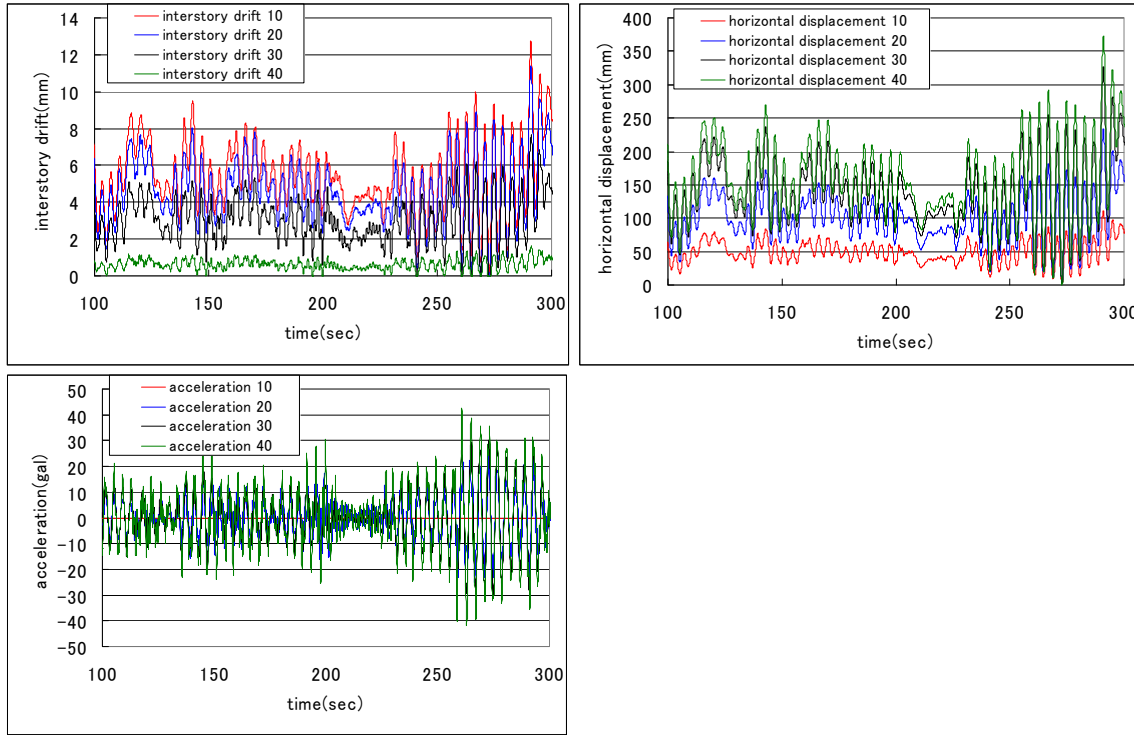 interstory drift 10
interstory drift 20
interstory drift 30
interstory drift 40
14
12
10
8
6
4
2
0
interstory drift(mm)
100
150
200
250
300
time(sec)
horizontal displacement 10
horizontal displacement 20
horizontal displacement 30
horizontal displacement 40
400
350
300
250
200
150
100
50
0
horizontal displacement(mm)
100
150
200
250
300
time(sec)
acceleration 10
acceleration 20
acceleration 30
acceleration 40
50
40
30
20
10
0
-10
-20
-30
-40
-50
acceleration(gal)
100
150
200
250
300
time(sec)